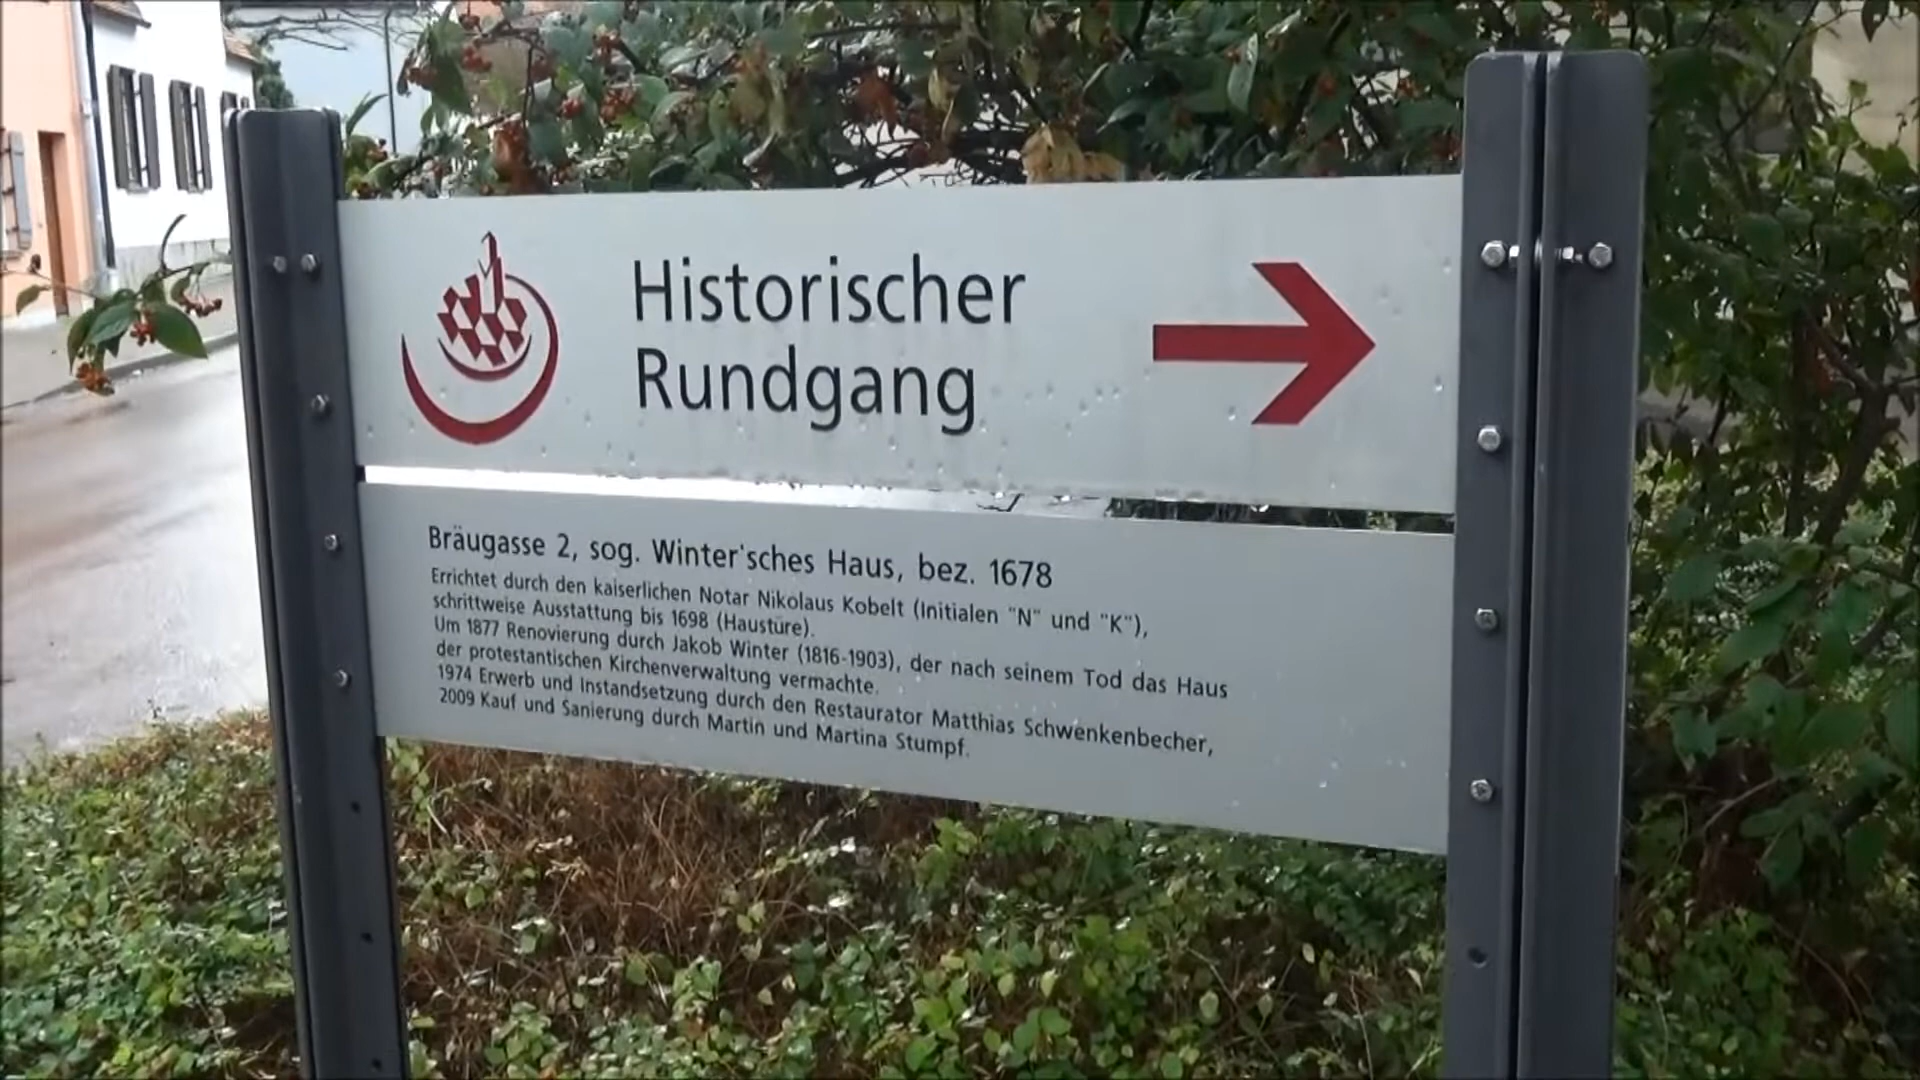 Historischer
Rundgang
Bräugasse 2, sog. Winter'sches Haus, bez. 1678
Errichtet durch den kaiserlichen Notar Nikolaus Kobelt (Initialen "N" und "K"),
schrittweise Ausstattung bis 1698 (Haustüre).
Um 1877 Renovierung durch Jakob Winter (1816-1903), der nach seinem Tod das Haus
der protestantischen Kirchenverwaltung vermachte.
1974 Erwerb und Instandsetzung durch den Restaurator Matthias Schwenkenbecher,
2009 Kauf und Sanierung durch Martin und Martina Stumpf.